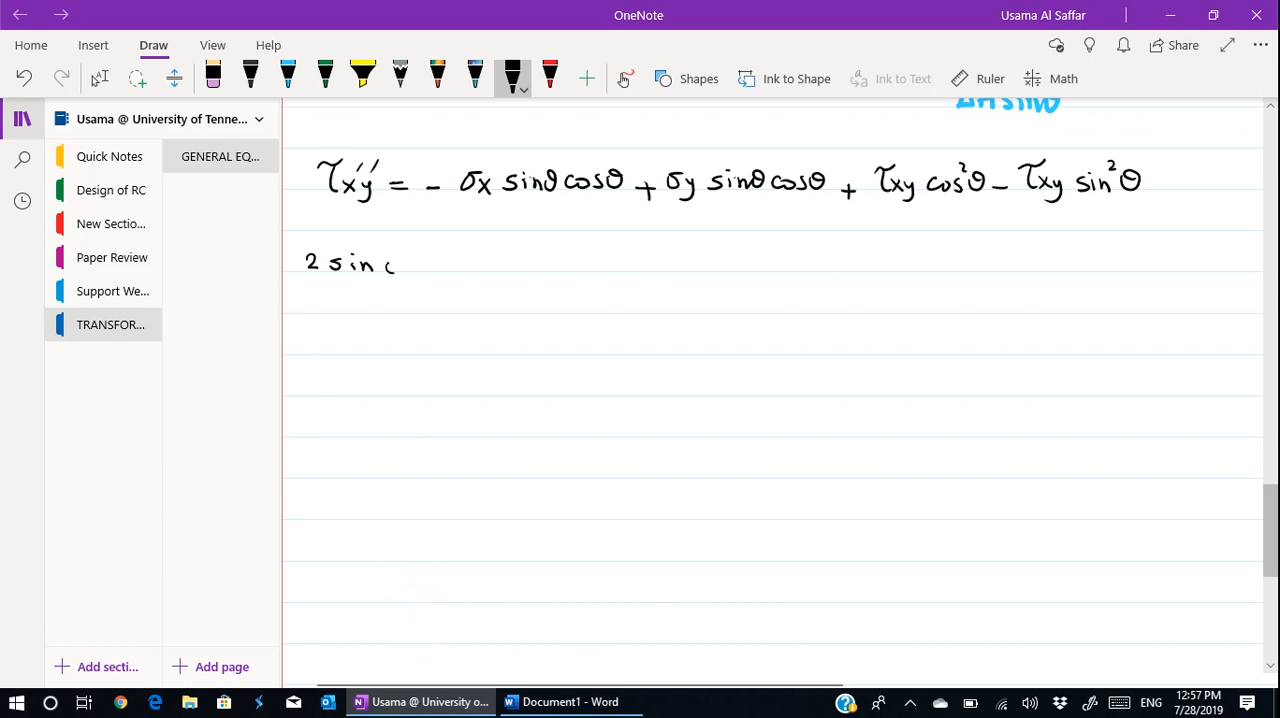 OneNote
Usama Al Saffar
Home Insert Draw View Help
Share
Shapes Ink to Shape Ink to Text Ruler Math
Usama @ University of Tenne...
Quick Notes
Design of RC
New Sectio...
Paper Review
Support We...
TRANSFOR...
GENERAL EQ...
ΔA sinθ
τx′y′ = - σx sinθ cosθ + σy sinθ cosθ + τxy cos²θ - τxy sin²θ
2 sin
Add secti... Add page
Usama @ University o...
Document1 - Word
ENG
12:57 PM
7/28/2019